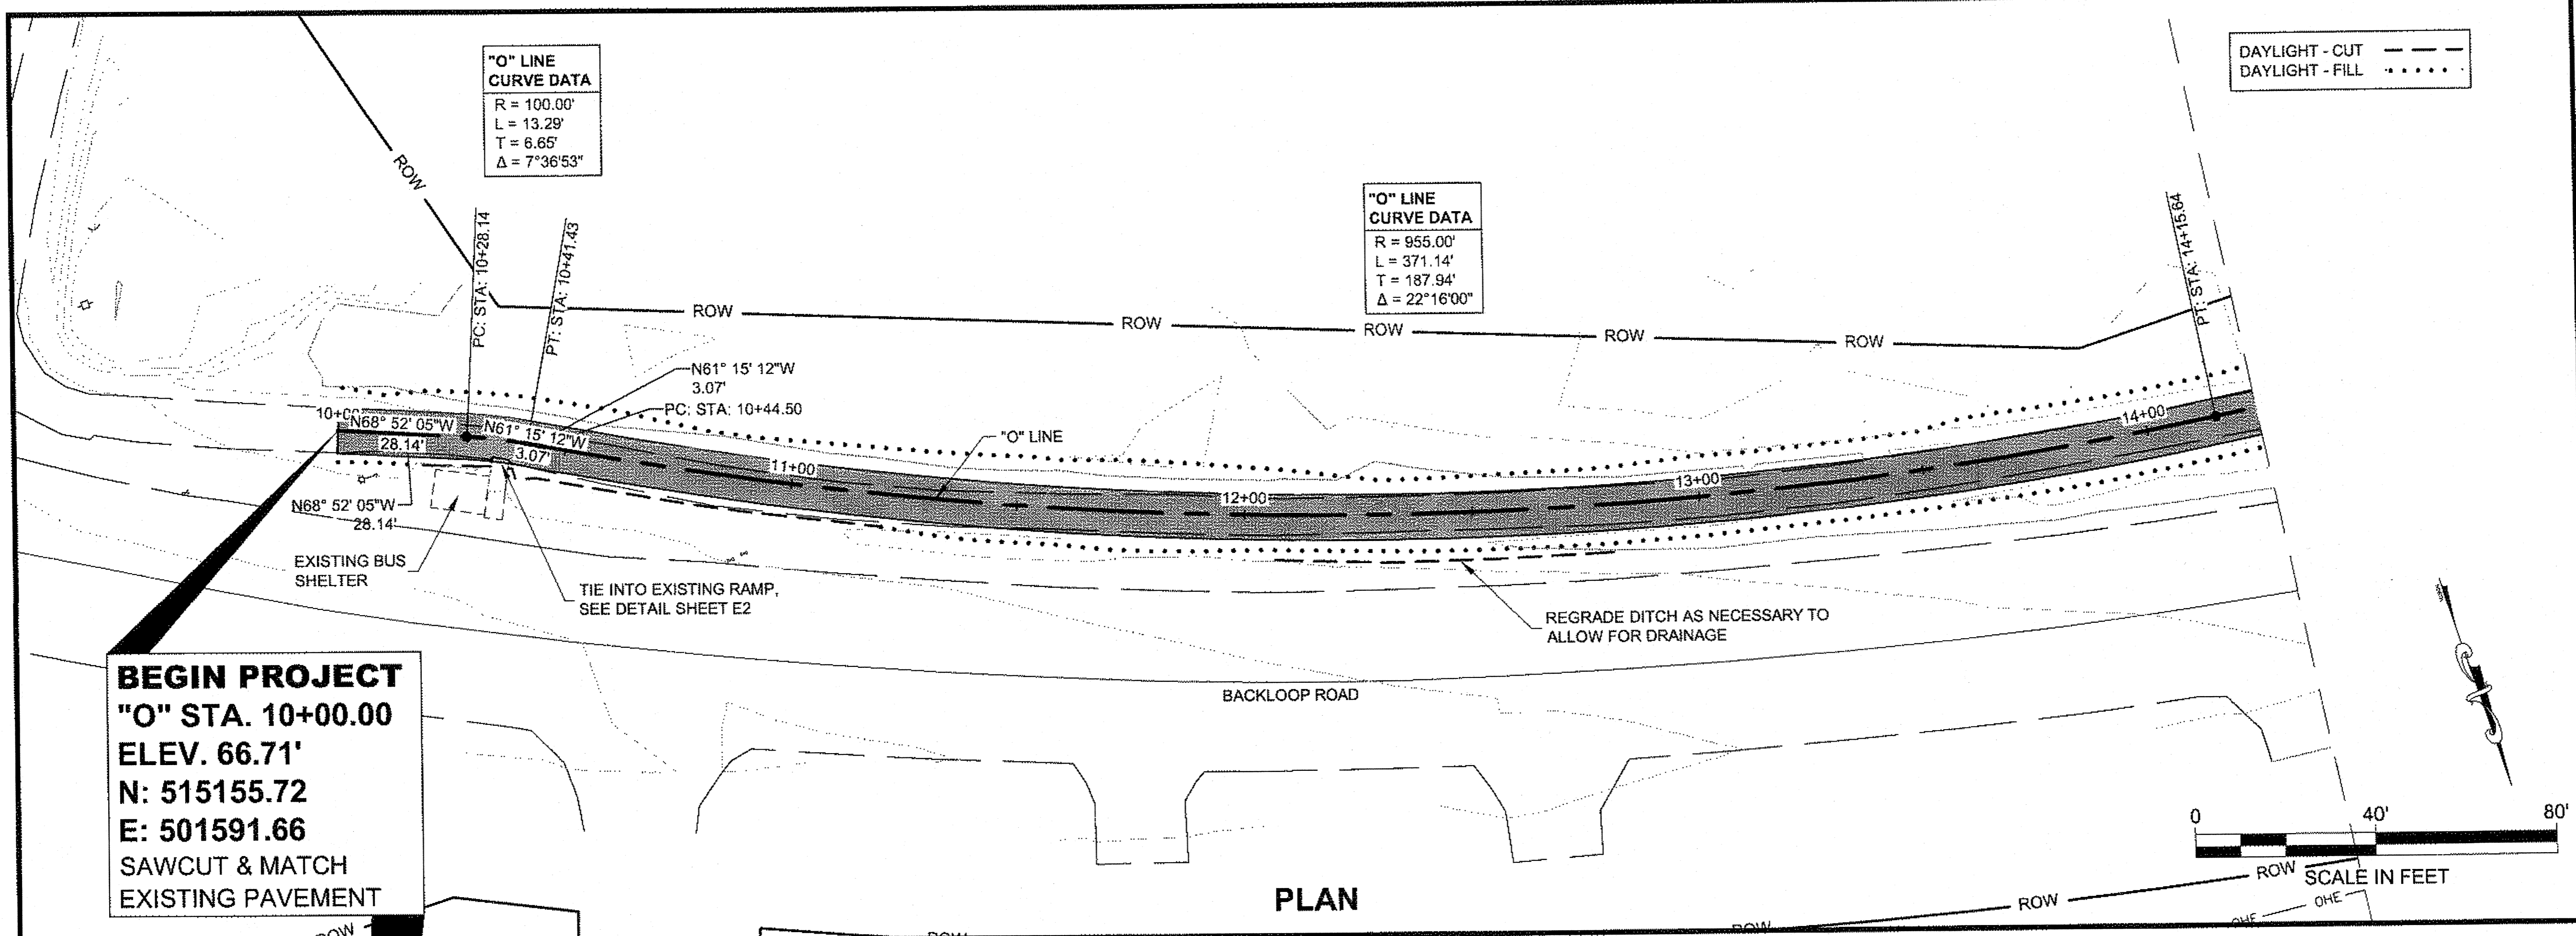 "O" LINE
CURVE DATA
R = 100.00'
L = 13.29'
T = 6.65'
Δ = 7°36'53"
DAYLIGHT - CUT
DAYLIGHT - FILL
"O" LINE
CURVE DATA
R = 955.00'
L = 371.14'
T = 187.94'
Δ = 22°16'00"
ROW
PC: STA: 10+28.14
PT: STA: 10+41.43
PT: STA: 14+15.64
ROW
ROW
ROW
ROW
ROW
N61° 15' 12"W
3.07'
PC: STA: 10+44.50
10+00
N68° 52' 05"W
28.14'
N61° 15' 12"W
3.07'
"O" LINE
11+00
12+00
13+00
14+00
N68° 52' 05"W
28.14'
EXISTING BUS
SHELTER
TIE INTO EXISTING RAMP,
SEE DETAIL SHEET E2
REGRADE DITCH AS NECESSARY TO
ALLOW FOR DRAINAGE
BACKLOOP ROAD
BEGIN PROJECT
"O" STA. 10+00.00
ELEV. 66.71'
N: 515155.72
E: 501591.66
SAWCUT & MATCH
EXISTING PAVEMENT
0 40' 80'
SCALE IN FEET
PLAN
ROW
ROW
ROW
ROW
ROW
OHE
OHE